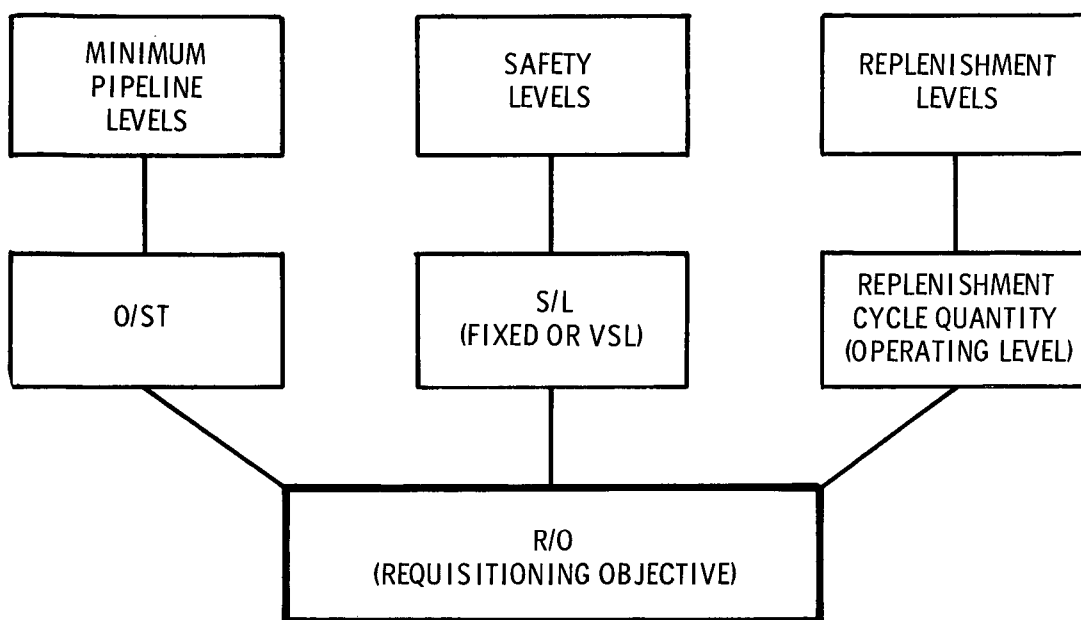 MINIMUM
PIPELINE
LEVELS
SAFETY
LEVELS
REPLENISHMENT
LEVELS
O/ST
S/L
(FIXED OR VSL)
REPLENISHMENT
CYCLE QUANTITY
(OPERATING LEVEL)
R/O
(REQUISITIONING OBJECTIVE)